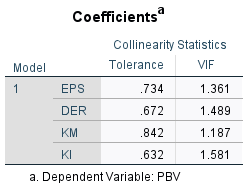 Coefficientsa
Collinearity Statistics
Model Tolerance VIF
1 EPS .734 1.361
DER .672 1.489
KM .842 1.187
KI .632 1.581
a. Dependent Variable: PBV